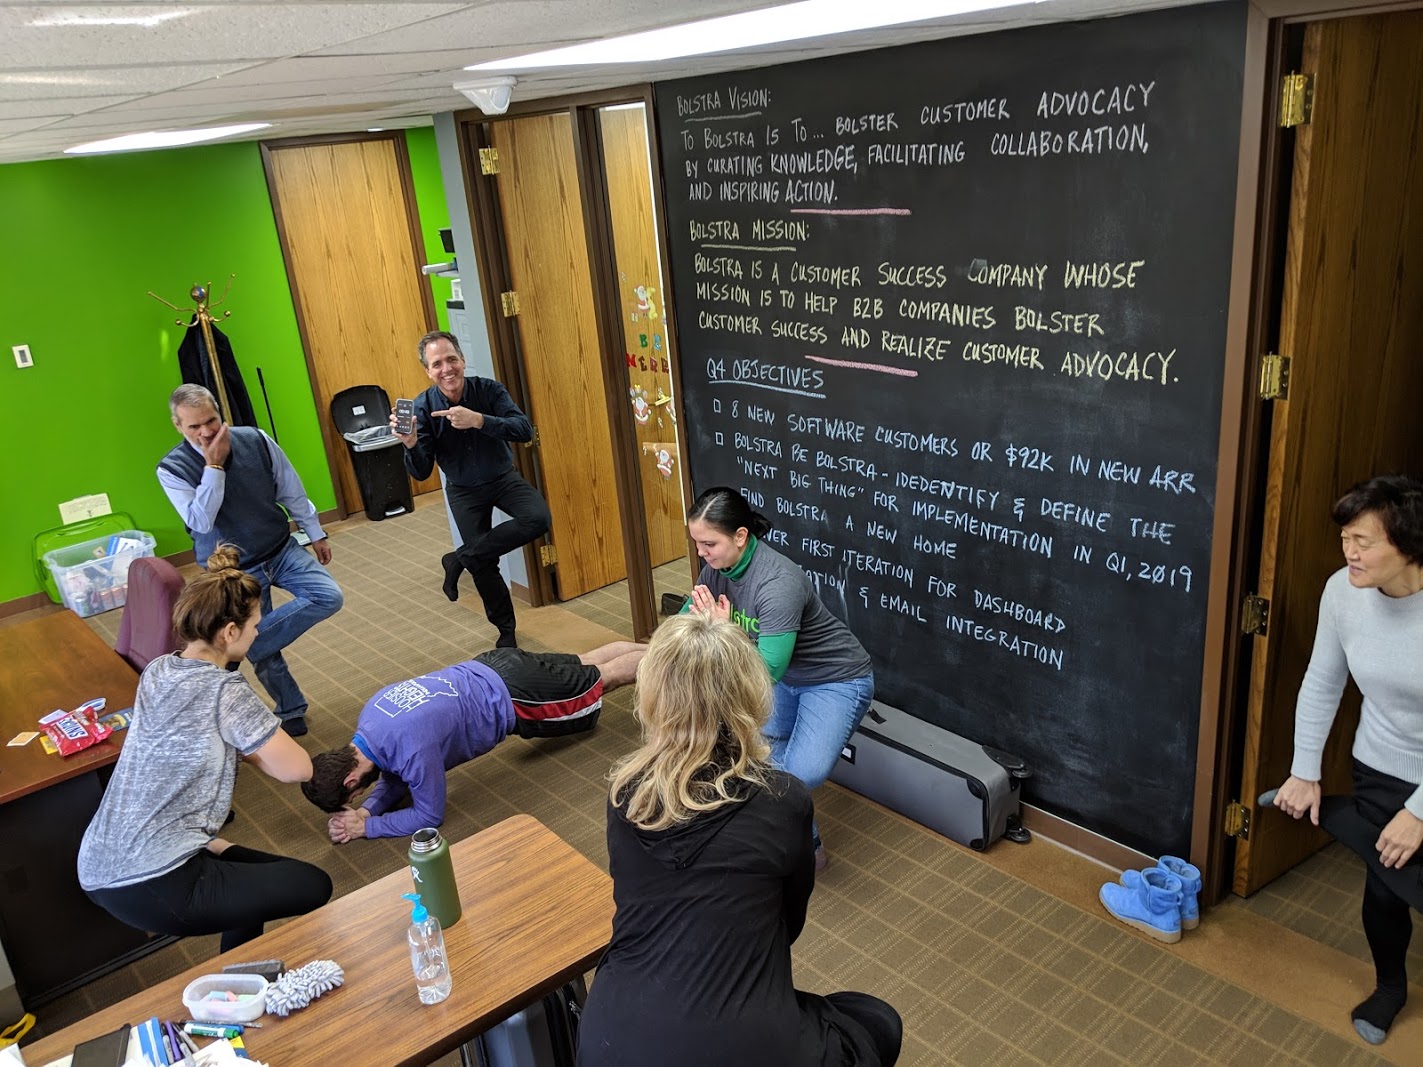 BOLSTRA VISION:
TO BOLSTRA IS TO... BOLSTER CUSTOMER ADVOCACY
BY CURATING KNOWLEDGE, FACILITATING COLLABORATION,
AND INSPIRING ACTION.
BOLSTRA MISSION:
BOLSTRA IS A CUSTOMER SUCCESS COMPANY WHOSE
MISSION IS TO HELP B2B COMPANIES BOLSTER
CUSTOMER SUCCESS AND REALIZE CUSTOMER ADVOCACY.
Q4 OBJECTIVES
8 NEW SOFTWARE CUSTOMERS OR $92K IN NEW ARR
BOLSTRA BE BOLSTRA - IDEDENTIFY & DEFINE THE
"NEXT BIG THING" FOR IMPLEMENTATION IN Q1, 2019
FIND BOLSTRA A NEW HOME
FIRST ITERATION FOR DASHBOARD
& EMAIL INTEGRATION
BE
HERE
HOOSIER
SNICKERS